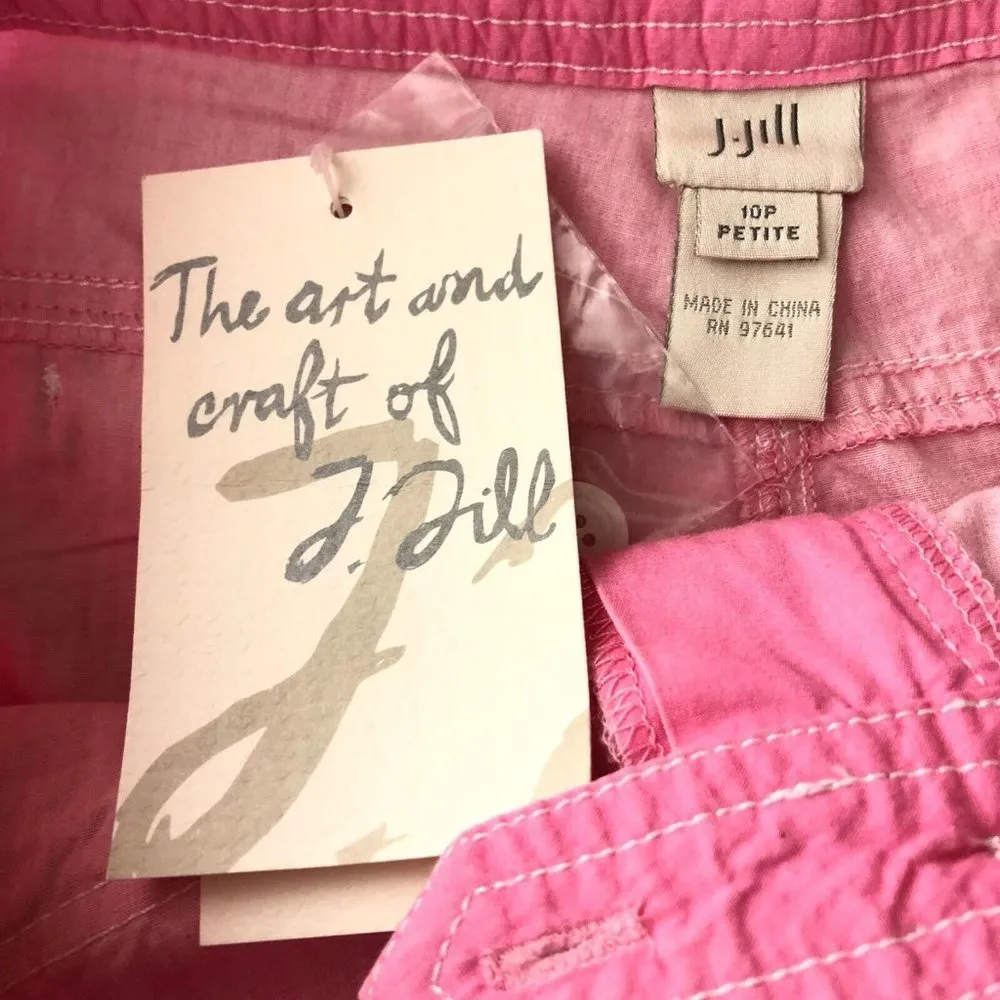 The art and
craft of
J. Jill
J.Jill
10P
PETITE
MADE IN CHINA
RN 97641